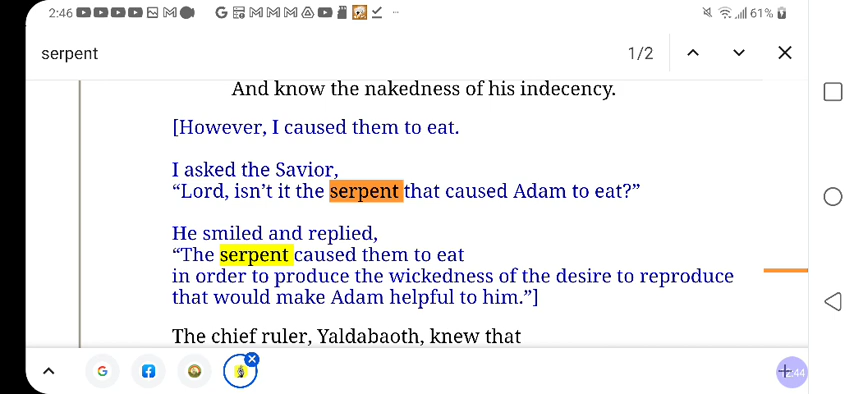 2:46
61%
serpent
1/2
And know the nakedness of his indecency.
[However, I caused them to eat.
I asked the Savior,
“Lord, isn’t it the serpent that caused Adam to eat?”
He smiled and replied,
“The serpent caused them to eat
in order to produce the wickedness of the desire to reproduce
that would make Adam helpful to him.”]
The chief ruler, Yaldabaoth, knew that